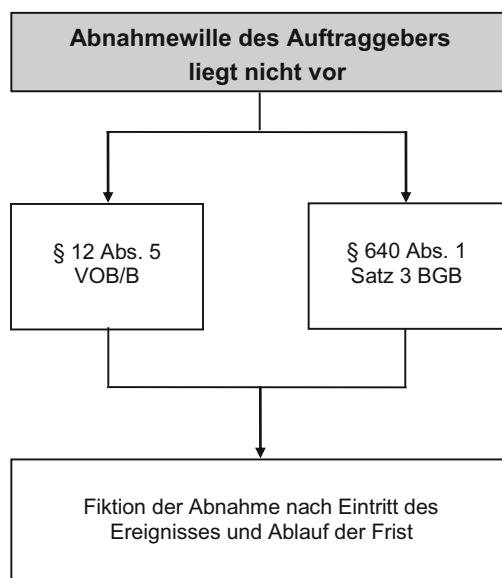 Abnahmewille des Auftraggebers
liegt nicht vor
§ 12 Abs. 5
VOB/B
§ 640 Abs. 1
Satz 3 BGB
Fiktion der Abnahme nach Eintritt des
Ereignisses und Ablauf der Frist